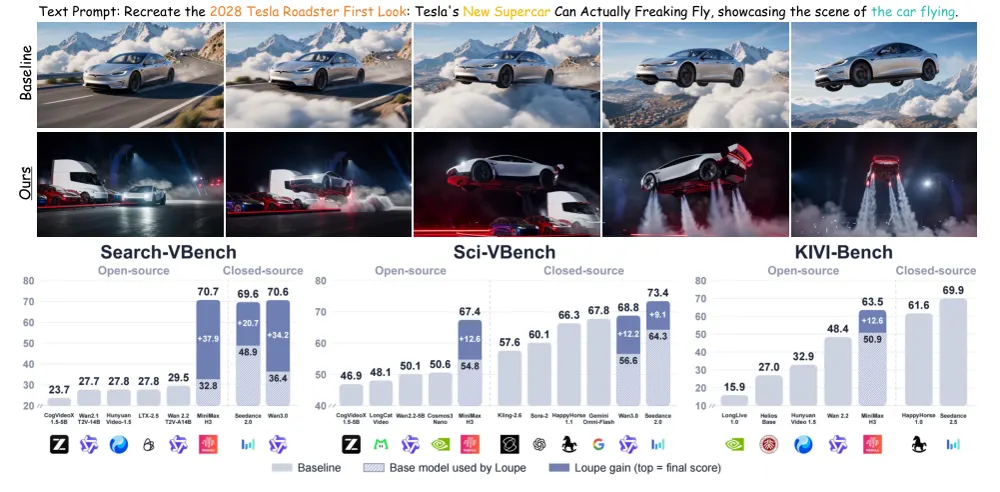 Text Prompt: Recreate the 2028 Tesla Roadster First Look: Tesla's New Supercar Can Actually Freaking Fly, showcasing the scene of the car flying.
Baseline
Ours
Search-VBench
Open-source Closed-source
80
70
60
50
40
30
20
23.7 27.7 27.8 27.8 29.5 70.7 69.6 70.6
+37.9 +20.7 +34.2
32.8 48.9 36.4
CogVideoX 1.5-5B
Wan2.1 T2V-14B
Hunyuan Video-1.5
LTX-2.5
Wan 2.2 T2V-A14B
MiniMax H3
Seedance 2.0
Wan3.0
Sci-VBench
Open-source Closed-source
80
70
60
50
40
46.9 48.1 50.1 50.6 67.4 57.6 60.1 66.3 67.8 68.8 73.4
+12.6 +12.2 +9.1
54.8 56.6 64.3
CogVideoX 1.5-5B
LongCat Video
Wan2.2-5B
Cosmos3 Nano
MiniMax H3
Kling-2.6
Sora-2
HappyHorse 1.1
Gemini Omni-Flash
Wan3.0
Seedance 2.0
KIVI-Bench
Open-source Closed-source
80
70
60
50
40
30
20
10
15.9 27.0 32.9 48.4 63.5 61.6 69.9
+12.6
50.9
LongLive 1.0
Helios Base
Hunyuan Video 1.5
Wan 2.2
MiniMax H3
HappyHorse 1.0
Seedance 2.5
Baseline Base model used by Loupe Loupe gain (top = final score)